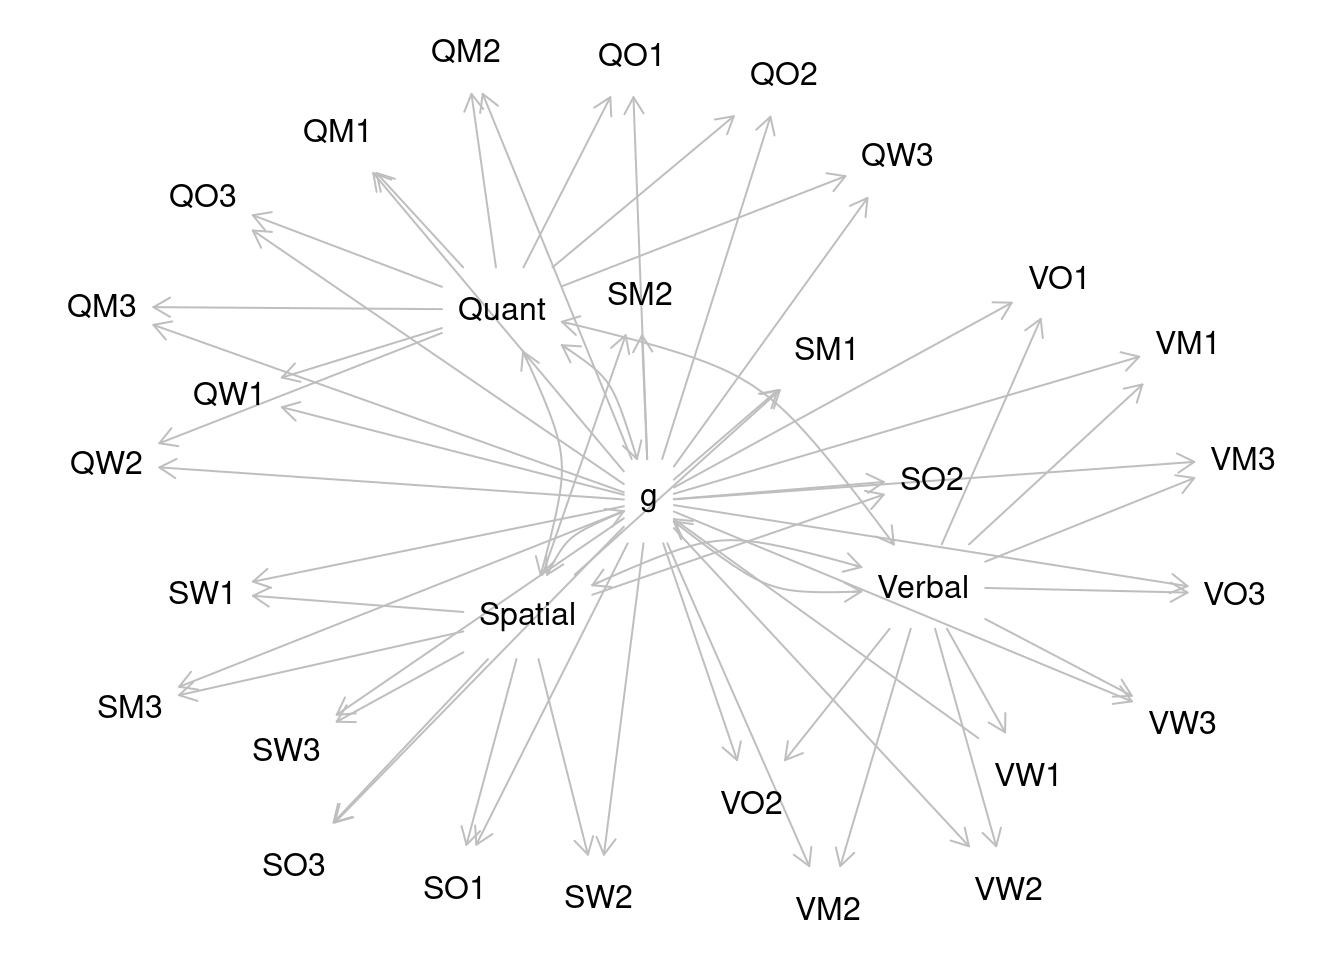 QM2
QO1
QO2
QM1
QW3
QO3
VO1
SM2
QM3
Quant
VM1
SM1
QW1
VM3
QW2
SO2
g
Verbal
SW1
VO3
Spatial
SM3
VW3
SW3
VW1
VO2
SO3
SO1
VW2
SW2
VM2